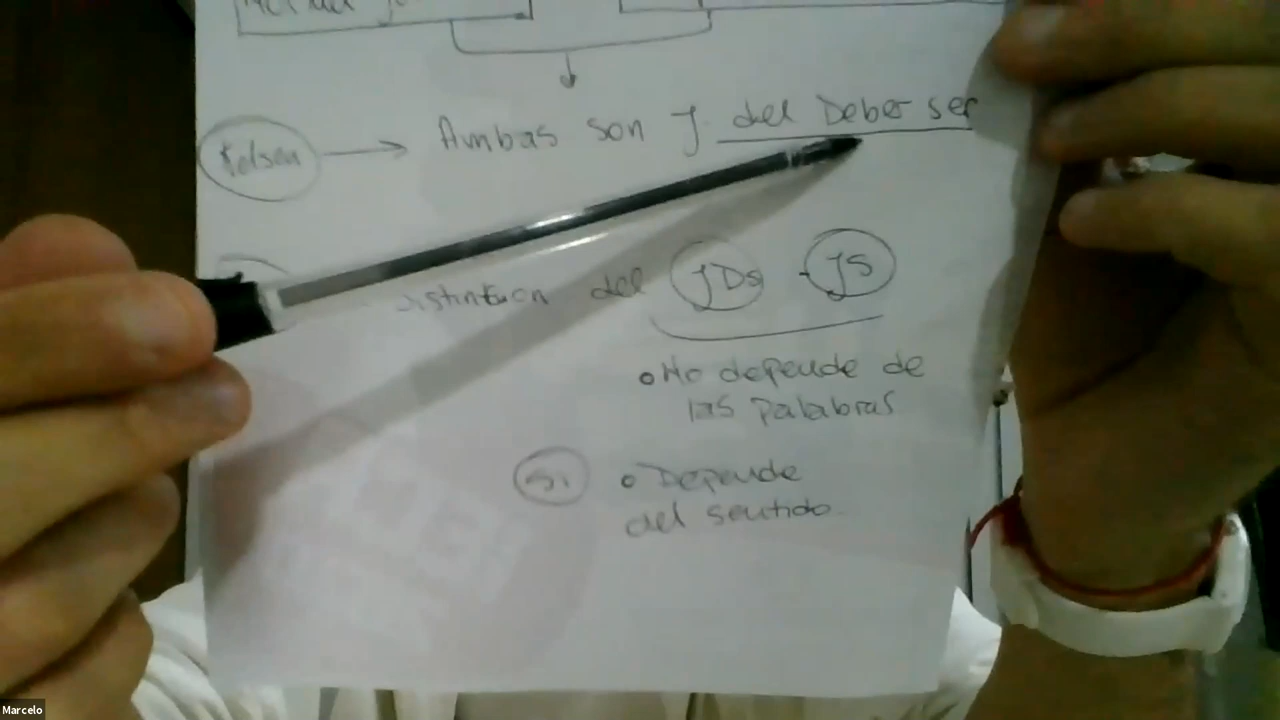 Kelsen → Ambas son J. del Deber ser
Distinción del JDs - JS
No depende de
las palabras
Si Depende
del sentido
Marcelo